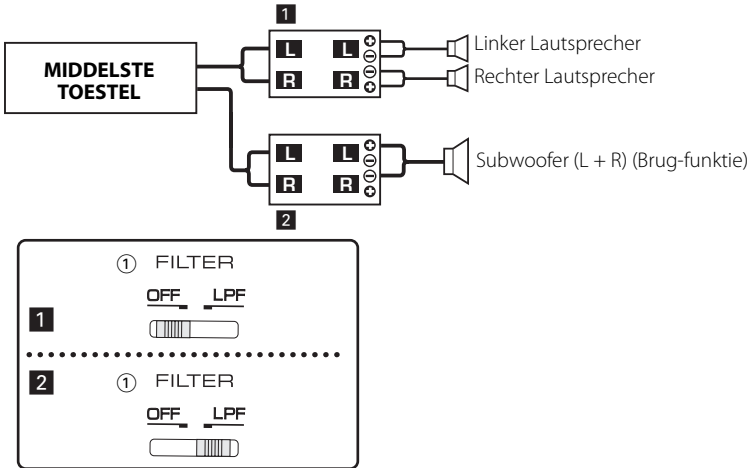 1
MIDDELSTE
TOESTEL
L L ⊕
⊖
R R ⊖
⊕
Linker Lautsprecher
Rechter Lautsprecher
L L ⊕
⊖
R R ⊖
⊕
Subwoofer (L + R) (Brug-funktie)
2
① FILTER
OFF LPF
1
2 ① FILTER
OFF LPF